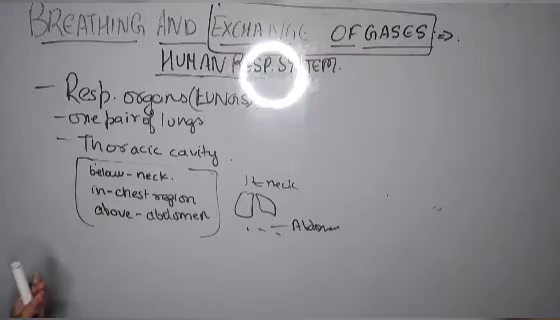 BREATHING AND EXCHANGE OF GASES ⇒.
HUMAN RESP. SYSTEM.
- Resp. organs (LUNGS)
- one pair of lungs
- Thoracic cavity.
below-neck.
in-chest region
above-abdomen
neck
Abdomen